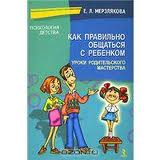 Е. Л. МЕРЗЛЯКОВА
ПСИХОЛОГИЯ
ДЕТСТВА
КАК ПРАВИЛЬНО
ОБЩАТЬСЯ
С РЕБЕНКОМ
УРОКИ РОДИТЕЛЬСКОГО
МАСТЕРСТВА